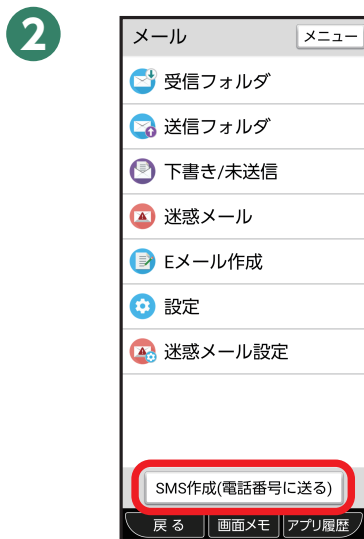 2
メール メニュー
受信フォルダ
送信フォルダ
下書き/未送信
迷惑メール
Eメール作成
設定
迷惑メール設定
SMS作成(電話番号に送る)
戻る 画面メモ アプリ履歴